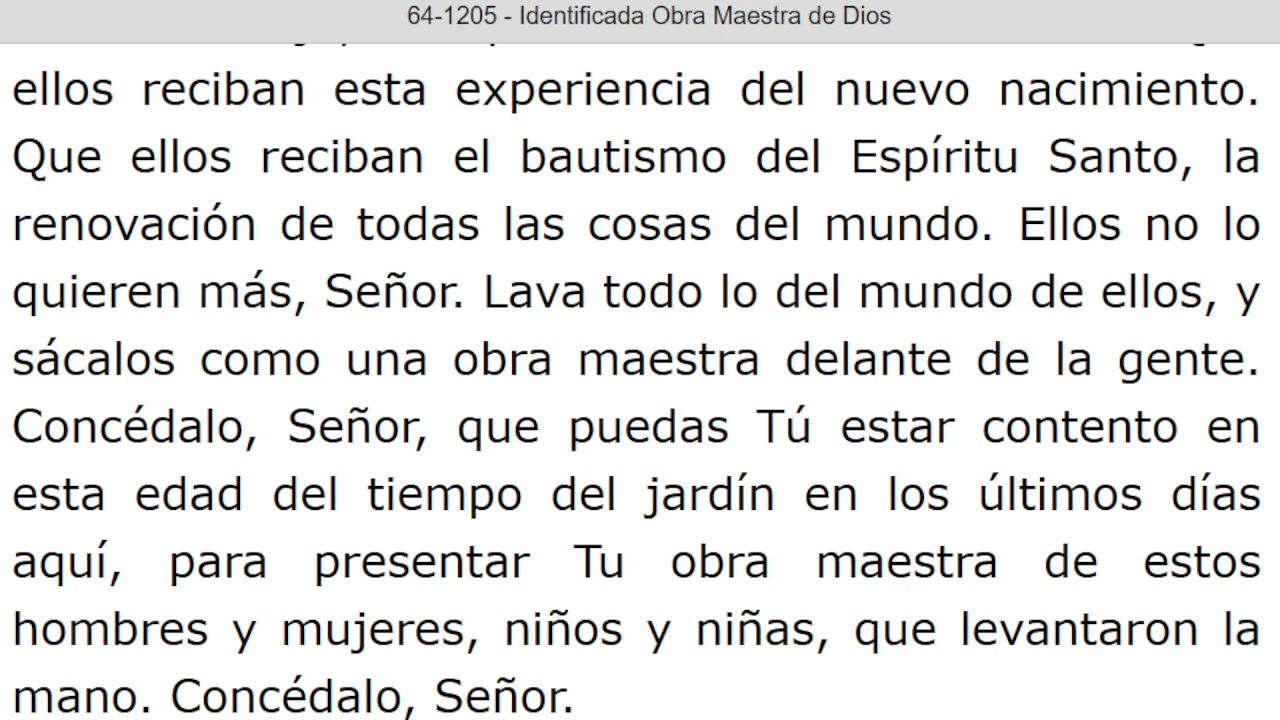 64-1205 - Identificada Obra Maestra de Dios
ellos reciban esta experiencia del nuevo nacimiento.
Que ellos reciban el bautismo del Espíritu Santo, la
renovación de todas las cosas del mundo. Ellos no lo
quieren más, Señor. Lava todo lo del mundo de ellos, y
sácalos como una obra maestra delante de la gente.
Concédalo, Señor, que puedas Tú estar contento en
esta edad del tiempo del jardín en los últimos días
aquí, para presentar Tu obra maestra de estos
hombres y mujeres, niños y niñas, que levantaron la
mano. Concédalo, Señor.